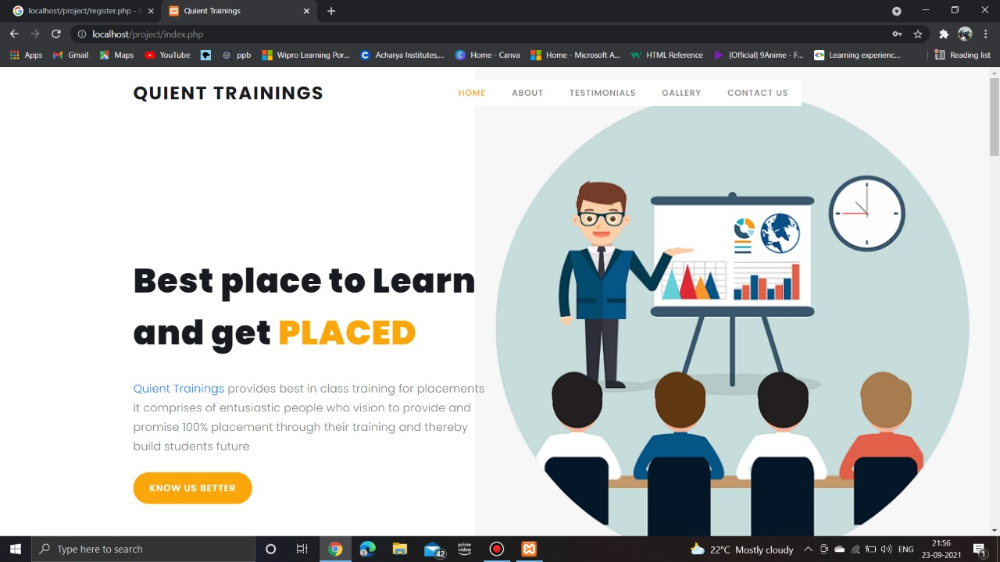 localhost/project/register.php - 
Quient Trainings
localhost/project/index.php
Apps
Gmail
Maps
YouTube
ppb
Wipro Learning Por...
Acharya Institutes,...
Home - Canva
Home - Microsoft A...
HTML Reference
[Official] 9Anime - F...
Learning experienc...
Reading list
QUIENT TRAININGS
HOME
ABOUT
TESTIMONIALS
GALLERY
CONTACT US
Best place to Learn
and get PLACED
Quient Trainings provides best in class training for placements
it comprises of entusiastic people who vision to provide and
promise 100% placement through their training and thereby
build students future
KNOW US BETTER
Type here to search
42
prime
video
22°C Mostly cloudy
ENG
21:56
23-09-2021
1